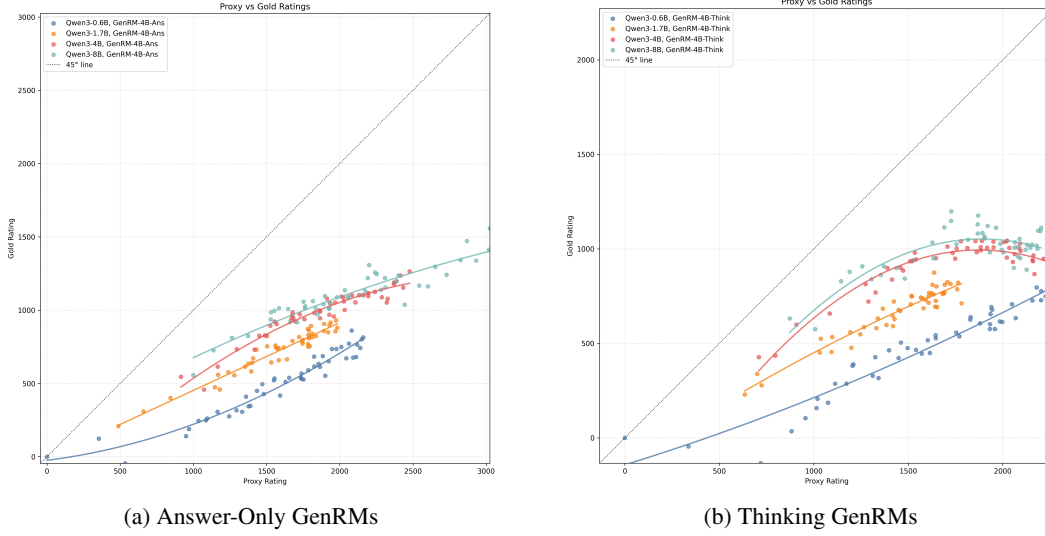 Proxy vs Gold Ratings
3000
2500
2000
1500
1000
500
0
Gold Rating
Qwen3-0.6B, GenRM-4B-Ans
Qwen3-1.7B, GenRM-4B-Ans
Qwen3-4B, GenRM-4B-Ans
Qwen3-8B, GenRM-4B-Ans
45° line
0 500 1000 1500 2000 2500 3000
Proxy Rating
(a) Answer-Only GenRMs
Proxy vs Gold Ratings
2000
1500
1000
500
0
Gold Rating
Qwen3-0.6B, GenRM-4B-Think
Qwen3-1.7B, GenRM-4B-Think
Qwen3-4B, GenRM-4B-Think
Qwen3-8B, GenRM-4B-Think
45° line
0 500 1000 1500 2000
Proxy Rating
(b) Thinking GenRMs